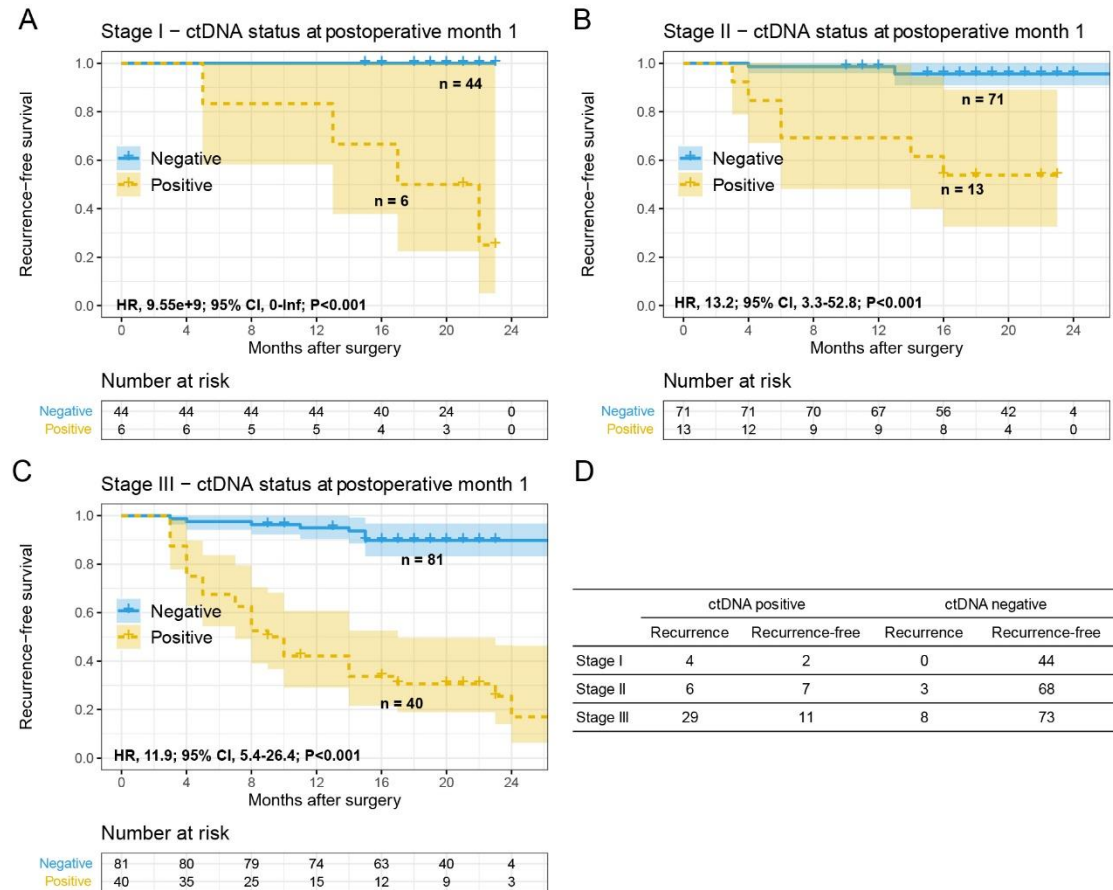 A
Stage I – ctDNA status at postoperative month 1
Recurrence−free survival
1.0
0.8
0.6
0.4
0.2
0.0
n = 44
Negative
Positive
n = 6
HR, 9.55e+9; 95% CI, 0-Inf; P<0.001
0 4 8 12 16 20 24
Months after surgery
Number at risk
Negative 44 44 44 44 40 24 0
Positive 6 6 5 5 4 3 0
B
Stage II – ctDNA status at postoperative month 1
Recurrence−free survival
1.0
0.8
0.6
0.4
0.2
0.0
n = 71
Negative
Positive
n = 13
HR, 13.2; 95% CI, 3.3-52.8; P<0.001
0 4 8 12 16 20 24
Months after surgery
Number at risk
Negative 71 71 70 67 56 42 4
Positive 13 12 9 9 8 4 0
C
Stage III – ctDNA status at postoperative month 1
Recurrence−free survival
1.0
0.8
0.6
0.4
0.2
0.0
n = 81
Negative
Positive
n = 40
HR, 11.9; 95% CI, 5.4-26.4; P<0.001
0 4 8 12 16 20 24
Months after surgery
Number at risk
Negative 81 80 79 74 63 40 4
Positive 40 35 25 15 12 9 3
D
ctDNA positive ctDNA negative
Recurrence Recurrence-free Recurrence Recurrence-free
Stage I 4 2 0 44
Stage II 6 7 3 68
Stage III 29 11 8 73